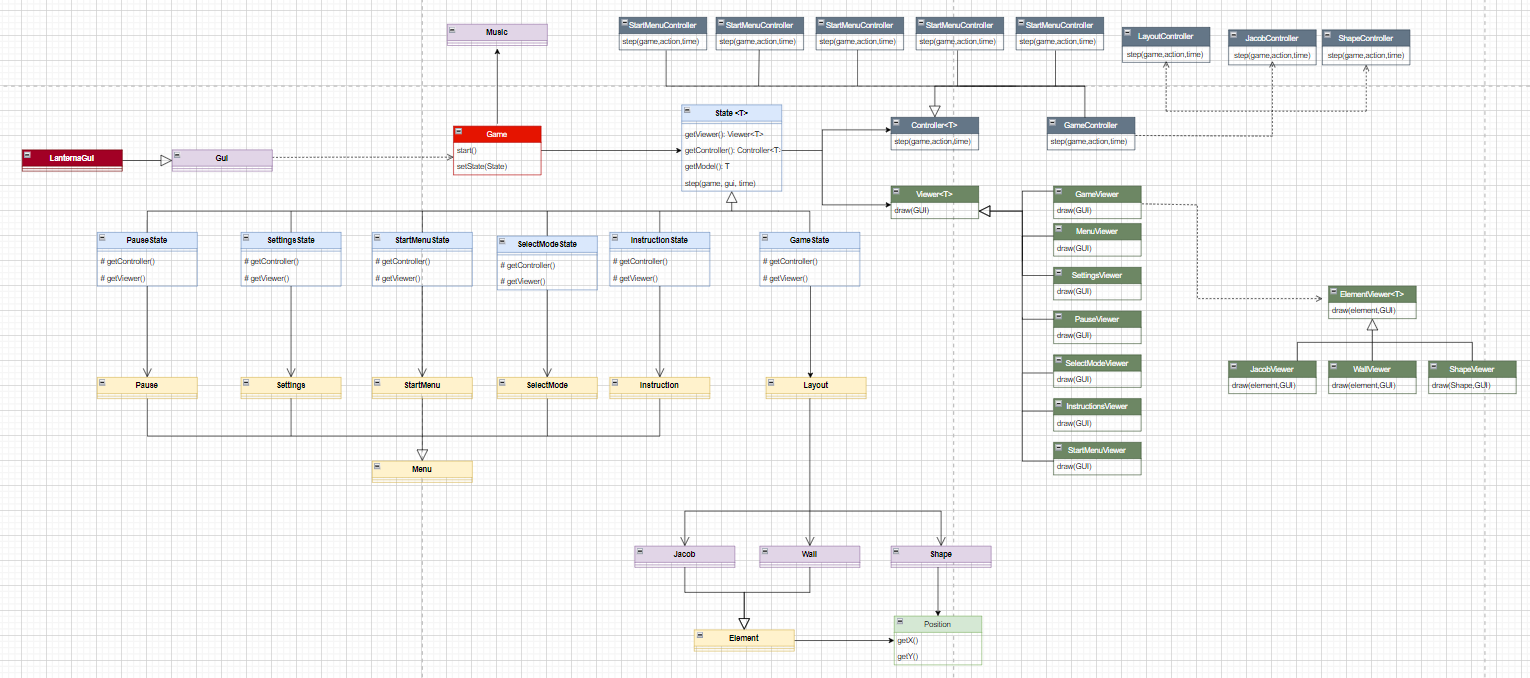 Music
StartMenuController
step(game,action,time)
StartMenuController
step(game,action,time)
StartMenuController
step(game,action,time)
StartMenuController
step(game,action,time)
StartMenuController
step(game,action,time)
LayoutController
step(game,action,time)
JacobController
step(game,action,time)
ShapeController
step(game,action,time)
LanternaGui
Gui
Game
start()
setState(State)
State <T>
getViewer(): Viewer<T>
getController(): Controller<T>
getModel(): T
step(game, gui, time)
Controller<T>
step(game,action,time)
GameController
step(game,action,time)
Viewer<T>
draw(GUI)
GameViewer
draw(GUI)
MenuViewer
draw(GUI)
SettingsViewer
draw(GUI)
PauseViewer
draw(GUI)
SelectModeViewer
draw(GUI)
InstructionsViewer
draw(GUI)
StartMenuViewer
draw(GUI)
ElementViewer<T>
draw(element,GUI)
JacobViewer
draw(element,GUI)
WallViewer
draw(element,GUI)
ShapeViewer
draw(Shape,GUI)
PauseState
# getController()
# getViewer()
SettingsState
# getController()
# getViewer()
StartMenuState
# getController()
# getViewer()
SelectModeState
# getController()
# getViewer()
InstructionState
# getController()
# getViewer()
GameState
# getController()
# getViewer()
Pause
Settings
StartMenu
SelectMode
Instruction
Layout
Menu
Jacob
Wall
Shape
Element
Position
getX()
getY()